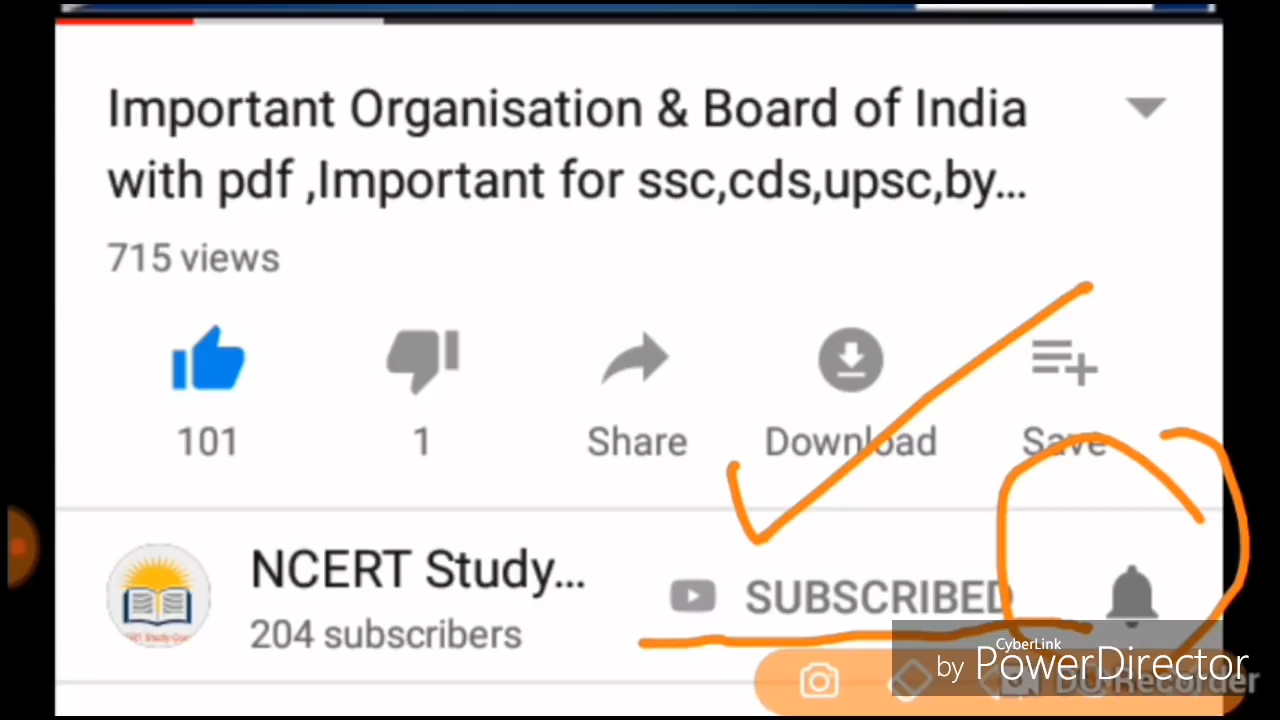 Important Organisation & Board of India
with pdf ,Important for ssc,cds,upsc,by...
715 views
101
1
Share
Download
Save
NCERT Study...
204 subscribers
SUBSCRIBED
CyberLink
by PowerDirector